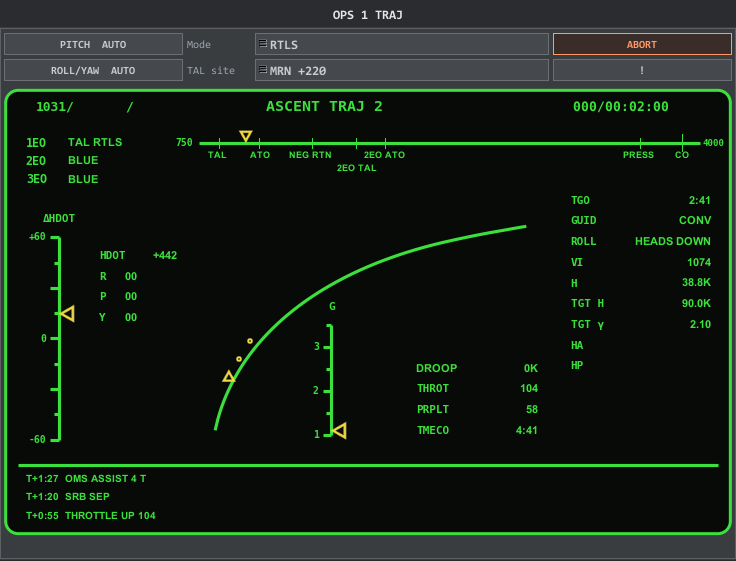 OPS 1 TRAJ
PITCH AUTO Mode RTLS ABORT
ROLL/YAW AUTO TAL site MRN +220 !
1031/ / ASCENT TRAJ 2 000/00:02:00
1EO TAL RTLS 750 4000
2EO BLUE TAL ATO NEG RTN 2EO ATO PRESS CO
2EO TAL
3EO BLUE
TGO 2:41
ΔHDOT GUID CONV
+60 ROLL HEADS DOWN
HDOT +442 VI 1074
R 00 H 38.8K
P 00 TGT H 90.0K
Y 00 G TGT γ 2.10
0 3 HA
HP
DROOP 0K
2 THROT 104
PRPLT 58
-60 1 TMECO 4:41
T+1:27 OMS ASSIST 4 T
T+1:20 SRB SEP
T+0:55 THROTTLE UP 104